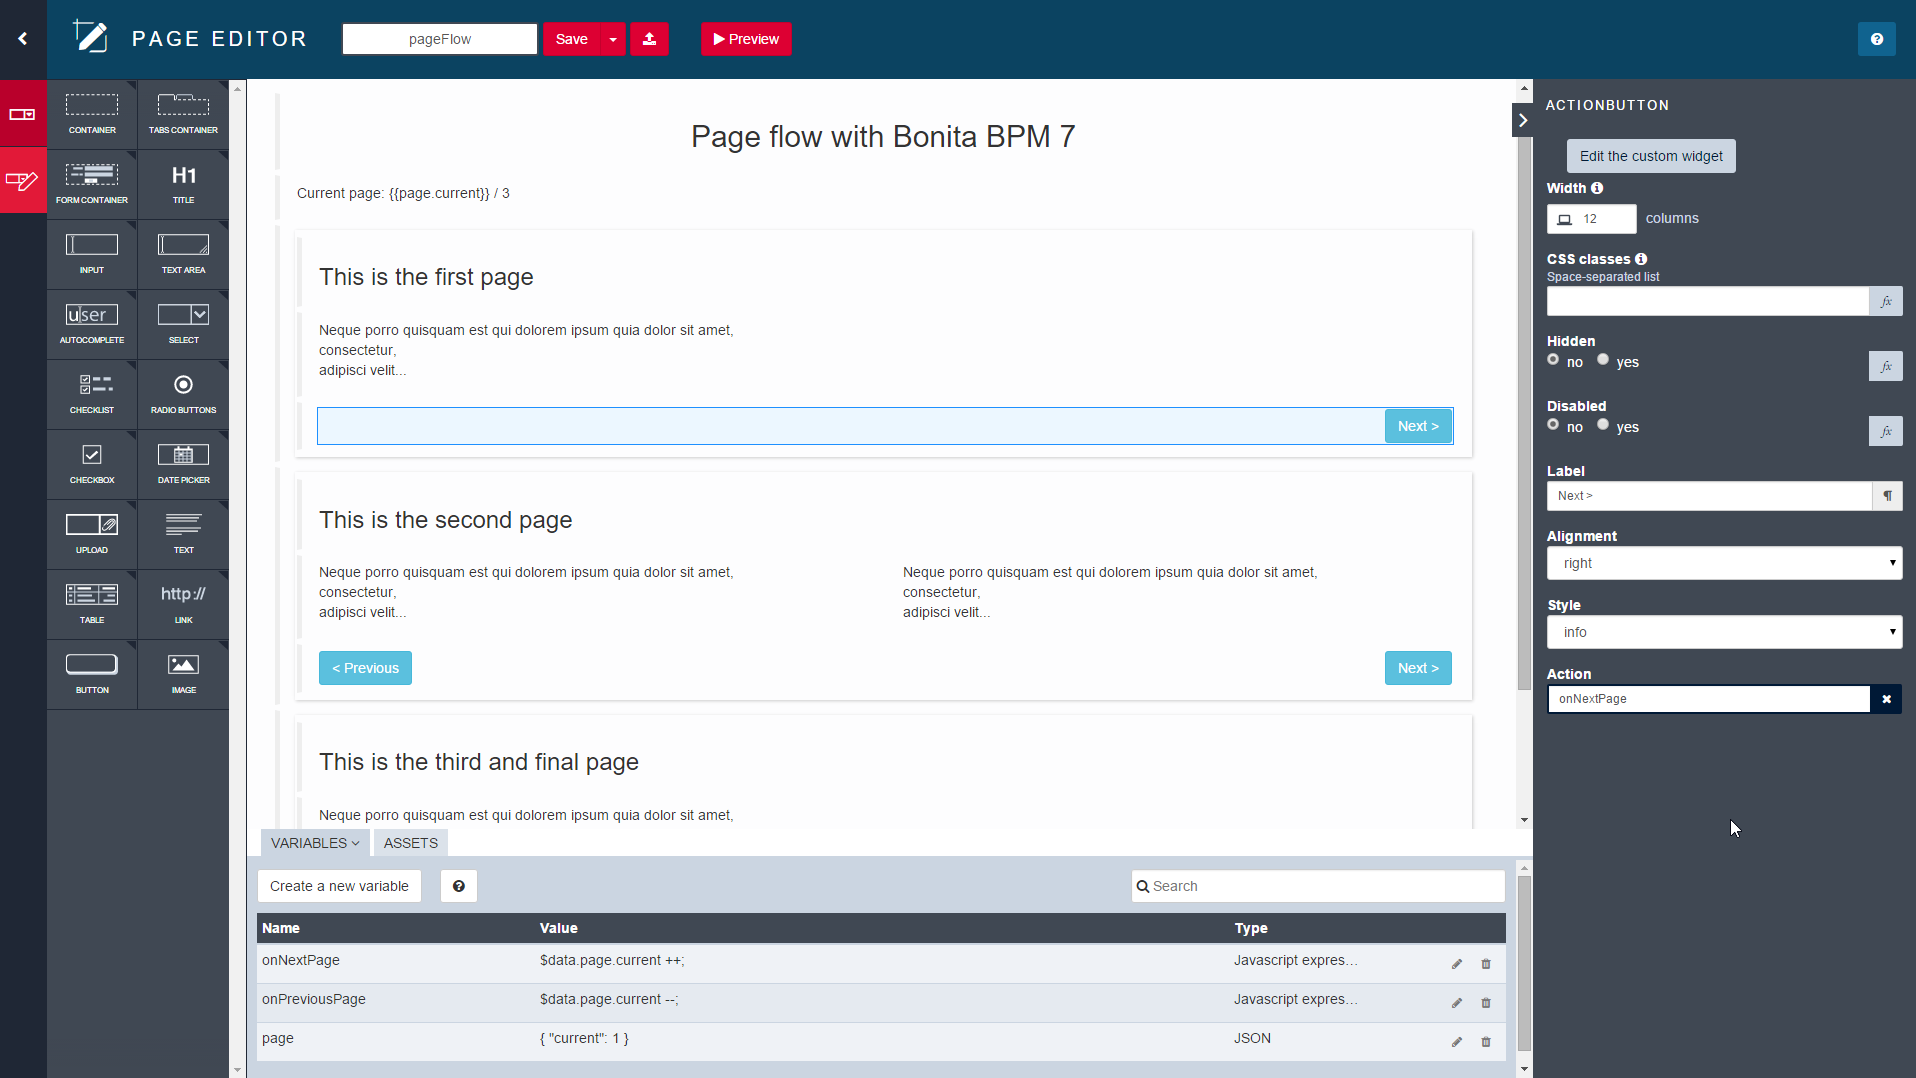 PAGE EDITOR
pageFlow
Save
Preview
?
CONTAINER
TABS CONTAINER
FORM CONTAINER
H1
TITLE
INPUT
TEXT AREA
user
AUTOCOMPLETE
SELECT
CHECKLIST
RADIO BUTTONS
CHECKBOX
DATE PICKER
UPLOAD
TEXT
TABLE
http://
LINK
BUTTON
IMAGE
Page flow with Bonita BPM 7
Current page: {{page.current}} / 3
This is the first page
Neque porro quisquam est qui dolorem ipsum quia dolor sit amet,
consectetur,
adipisci velit...
Next >
This is the second page
Neque porro quisquam est qui dolorem ipsum quia dolor sit amet,
consectetur,
adipisci velit...
Neque porro quisquam est qui dolorem ipsum quia dolor sit amet,
consectetur,
adipisci velit...
< Previous
Next >
This is the third and final page
Neque porro quisquam est qui dolorem ipsum quia dolor sit amet,
VARIABLES
ASSETS
Create a new variable
?
Search
Name Value Type
onNextPage $data.page.current ++; Javascript expres...
onPreviousPage $data.page.current --; Javascript expres...
page { "current": 1 } JSON
ACTIONBUTTON
Edit the custom widget
Width
12 columns
CSS classes
Space-separated list
fx
Hidden
no yes
fx
Disabled
no yes
fx
Label
Next >
¶
Alignment
right
Style
info
Action
onNextPage